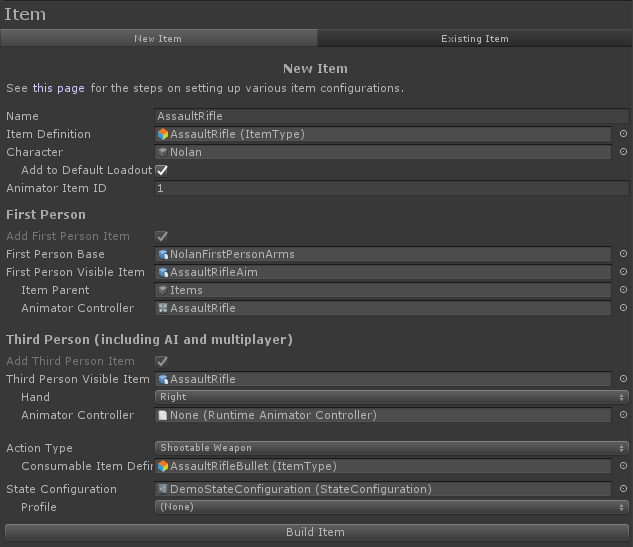 Item
New Item Existing Item
New Item
See this page for the steps on setting up various item configurations.
Name AssaultRifle
Item Definition AssaultRifle (ItemType)
Character Nolan
Add to Default Loadout
Animator Item ID 1
First Person
Add First Person Item
First Person Base NolanFirstPersonArms
First Person Visible Item AssaultRifleAim
Item Parent Items
Animator Controller AssaultRifle
Third Person (including AI and multiplayer)
Add Third Person Item
Third Person Visible Item AssaultRifle
Hand Right
Animator Controller None (Runtime Animator Controller)
Action Type Shootable Weapon
Consumable Item Defin AssaultRifleBullet (ItemType)
State Configuration DemoStateConfiguration (StateConfiguration)
Profile (None)
Build Item